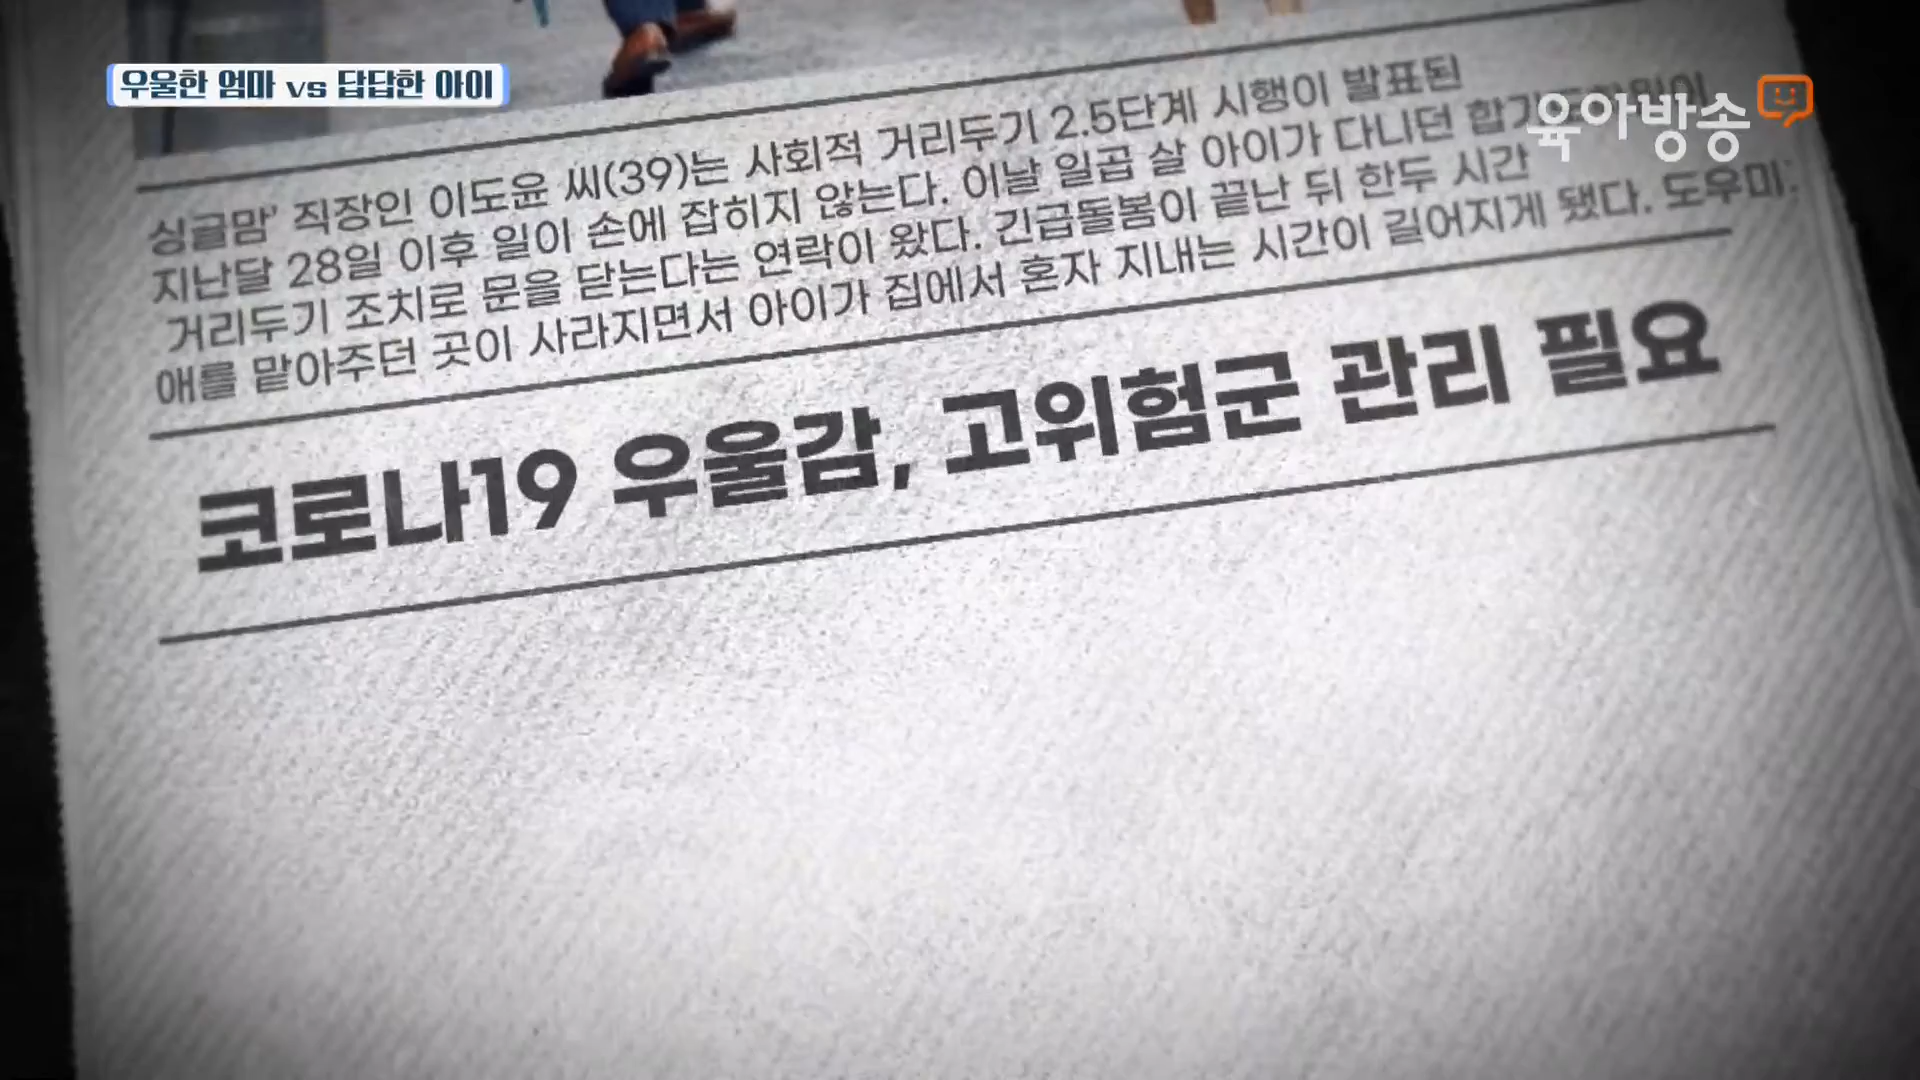 우울한 엄마 vs 답답한 아이
육아방송
싱글맘' 직장인 이도윤 씨(39)는 사회적 거리두기 2.5단계 시행이 발표된
지난달 28일 이후 일이 손에 잡히지 않는다. 이날 일곱 살 아이가 다니던
거리두기 조치로 문을 닫는다는 연락이 왔다. 긴급돌봄이 끝난 뒤 한두 시간
애를 맡아주던 곳이 사라지면서 아이가 집에서 혼자 지내는 시간이 길어지게 됐다. 도우미
코로나19 우울감, 고위험군 관리 필요